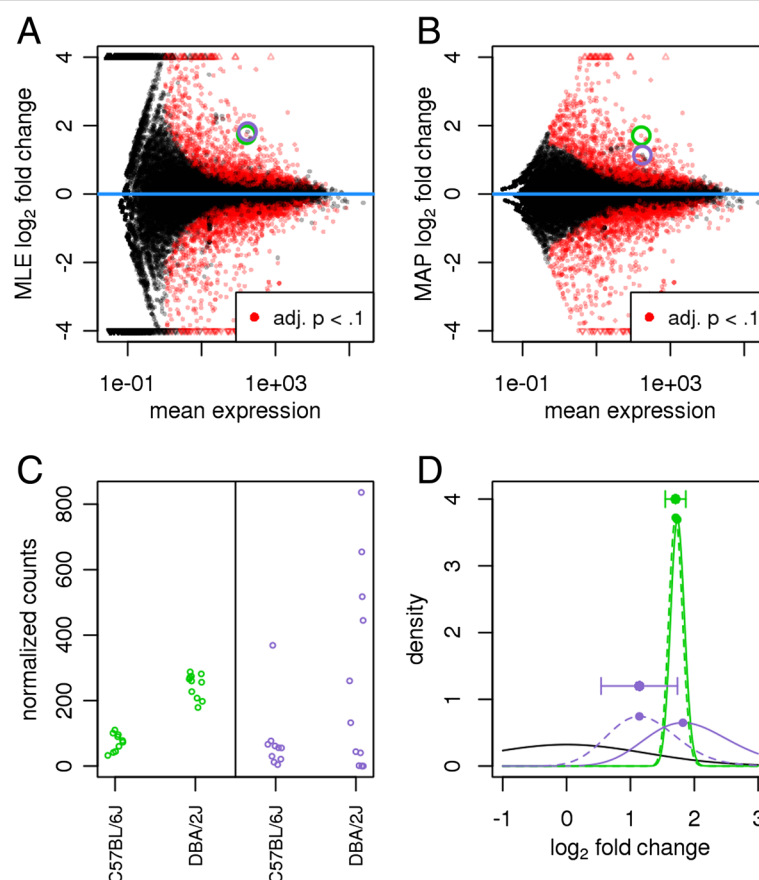 A
MLE log2 fold change
4
2
0
-2
-4
adj. p < .1
1e-01
1e+03
mean expression
B
MAP log2 fold change
4
2
0
-2
-4
adj. p < .1
1e-01
1e+03
mean expression
C
normalized counts
800
600
400
200
0
C57BL/6J
DBA/2J
C57BL/6J
DBA/2J
D
density
4
3
2
1
0
-1
0
1
2
3
log2 fold change